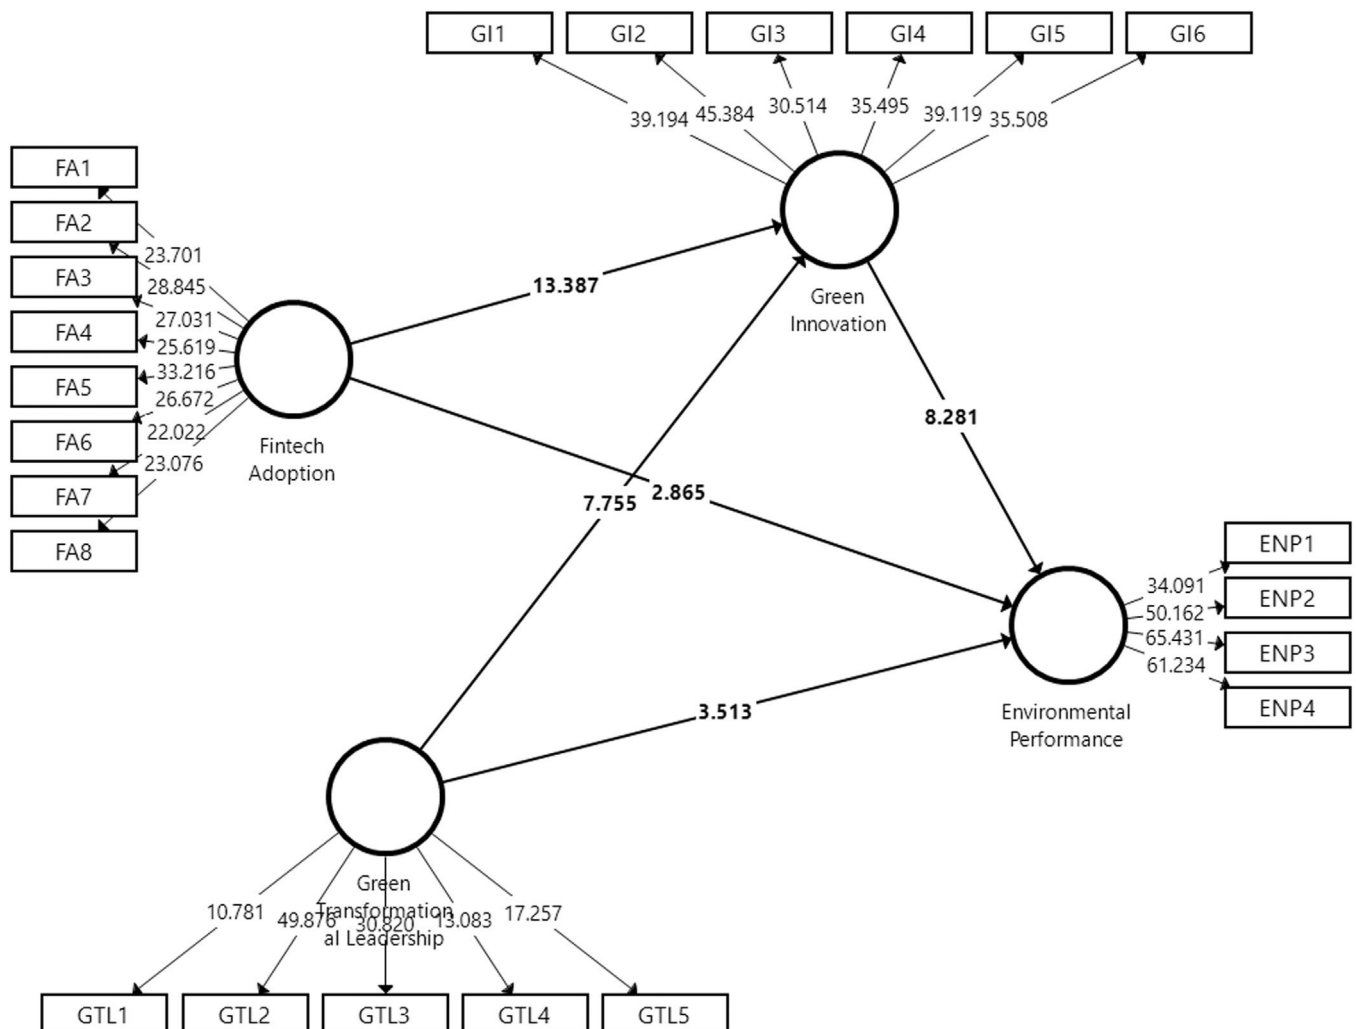 GI1 GI2 GI3 GI4 GI5 GI6
39.194 45.384 30.514 35.495 39.119 35.508
FA1
FA2
FA3
FA4
FA5
FA6
FA7
FA8
23.701
28.845
27.031
25.619
33.216
26.672
22.022
23.076
Fintech
Adoption
13.387
Green
Innovation
8.281
2.865
7.755
3.513
ENP1
ENP2
ENP3
ENP4
34.091
50.162
65.431
61.234
Environmental
Performance
Green
Transformation
al Leadership
10.781 49.876 30.820 13.083 17.257
GTL1 GTL2 GTL3 GTL4 GTL5